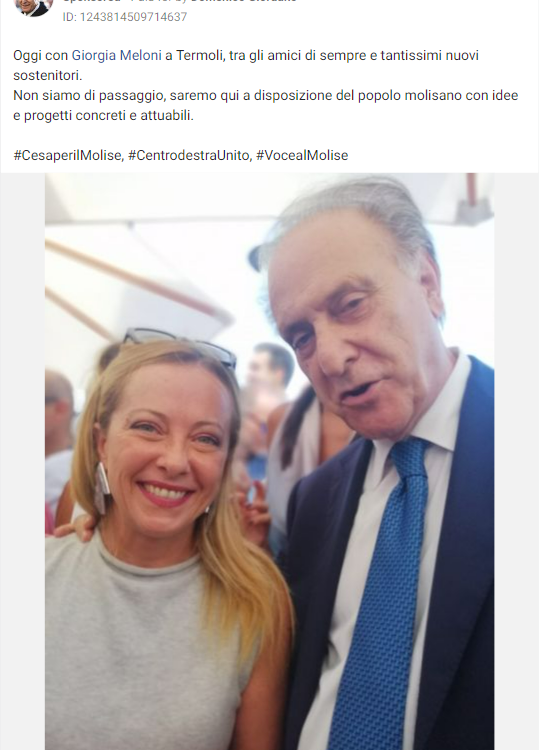 ID: 1243814509714637
Oggi con Giorgia Meloni a Termoli, tra gli amici di sempre e tantissimi nuovi
sostenitori.
Non siamo di passaggio, saremo qui a disposizione del popolo molisano con idee
e progetti concreti e attuabili.
#CesaperilMolise, #CentrodestraUnito, #VocealMolise